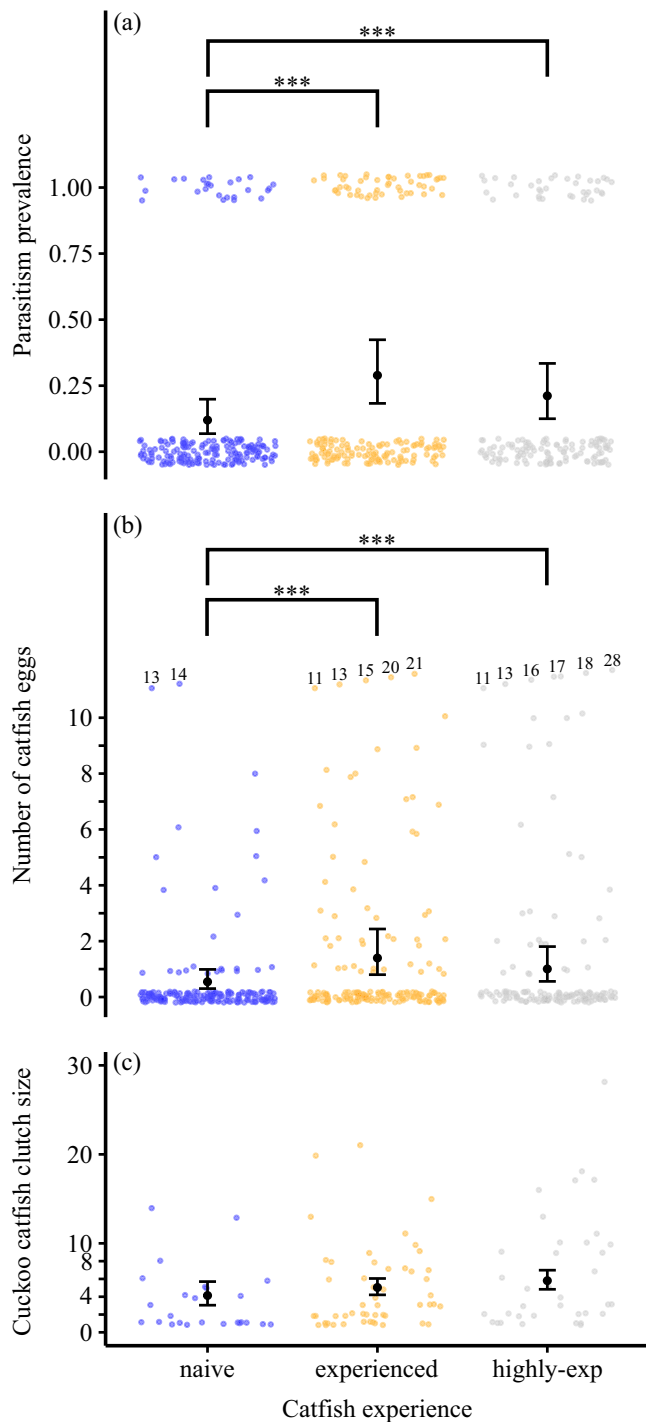 (a)
***
***
Parasitism prevalence
1.00
0.75
0.50
0.25
0.00
(b)
***
***
Number of catfish eggs
13 14 11 13 15 20 21 11 13 16 17 18 28
10
8
6
4
2
0
(c)
Cuckoo catfish clutch size
30
20
10
8
4
0
naive experienced highly-exp
Catfish experience